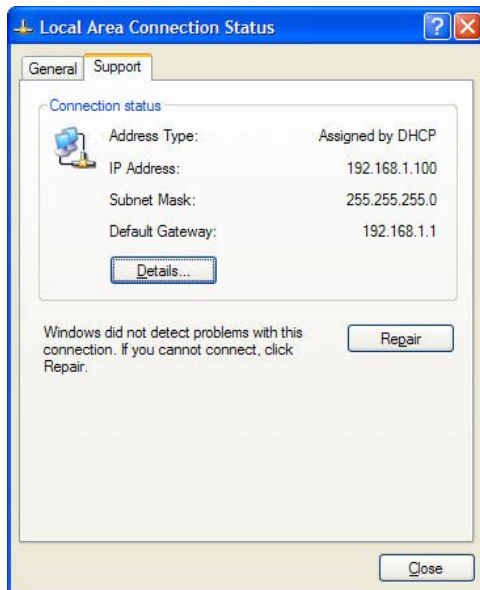 Local Area Connection Status
General Support
Connection status
Address Type: Assigned by DHCP
IP Address: 192.168.1.100
Subnet Mask: 255.255.255.0
Default Gateway: 192.168.1.1
Details...
Windows did not detect problems with this
connection. If you cannot connect, click
Repair.
Repair
Close